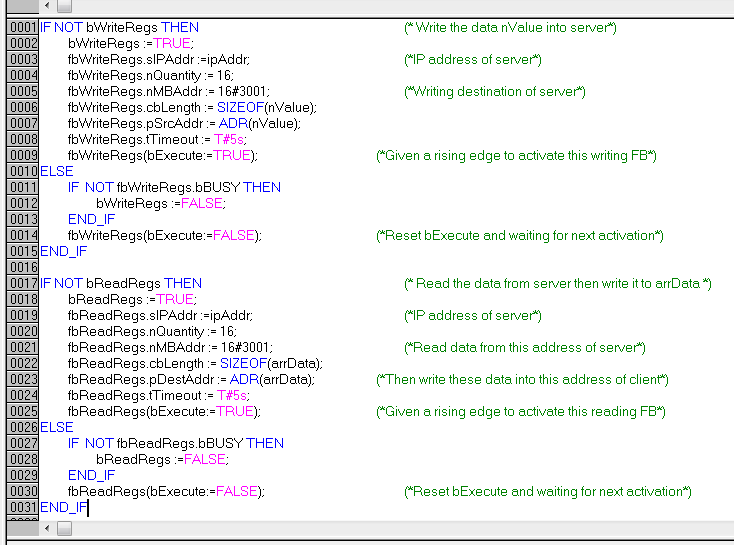 0001 IF NOT bWriteRegs THEN (* Write the data nValue into server*)
0002 bWriteRegs :=TRUE;
0003 fbWriteRegs.sIPAddr :=ipAddr; (*IP address of server*)
0004 fbWriteRegs.nQuantity := 16;
0005 fbWriteRegs.nMBAddr := 16#3001; (*Writing destination of server*)
0006 fbWriteRegs.cbLength := SIZEOF(nValue);
0007 fbWriteRegs.pSrcAddr := ADR(nValue);
0008 fbWriteRegs.tTimeout := T#5s;
0009 fbWriteRegs(bExecute:=TRUE); (*Given a rising edge to activate this writing FB*)
0010 ELSE
0011 IF NOT fbWriteRegs.bBUSY THEN
0012 bWriteRegs :=FALSE;
0013 END_IF
0014 fbWriteRegs(bExecute:=FALSE); (*Reset bExecute and waiting for next activation*)
0015 END_IF
0016
0017 IF NOT bReadRegs THEN (* Read the data from server then write it to arrData *)
0018 bReadRegs :=TRUE;
0019 fbReadRegs.sIPAddr :=ipAddr; (*IP address of server*)
0020 fbReadRegs.nQuantity := 16;
0021 fbReadRegs.nMBAddr := 16#3001; (*Read data from this address of server*)
0022 fbReadRegs.cbLength := SIZEOF(arrData);
0023 fbReadRegs.pDestAddr := ADR(arrData); (*Then write these data into this address of client*)
0024 fbReadRegs.tTimeout := T#5s;
0025 fbReadRegs(bExecute:=TRUE); (*Given a rising edge to activate this reading FB*)
0026 ELSE
0027 IF NOT fbReadRegs.bBUSY THEN
0028 bReadRegs :=FALSE;
0029 END_IF
0030 fbReadRegs(bExecute:=FALSE); (*Reset bExecute and waiting for next activation*)
0031 END_IF